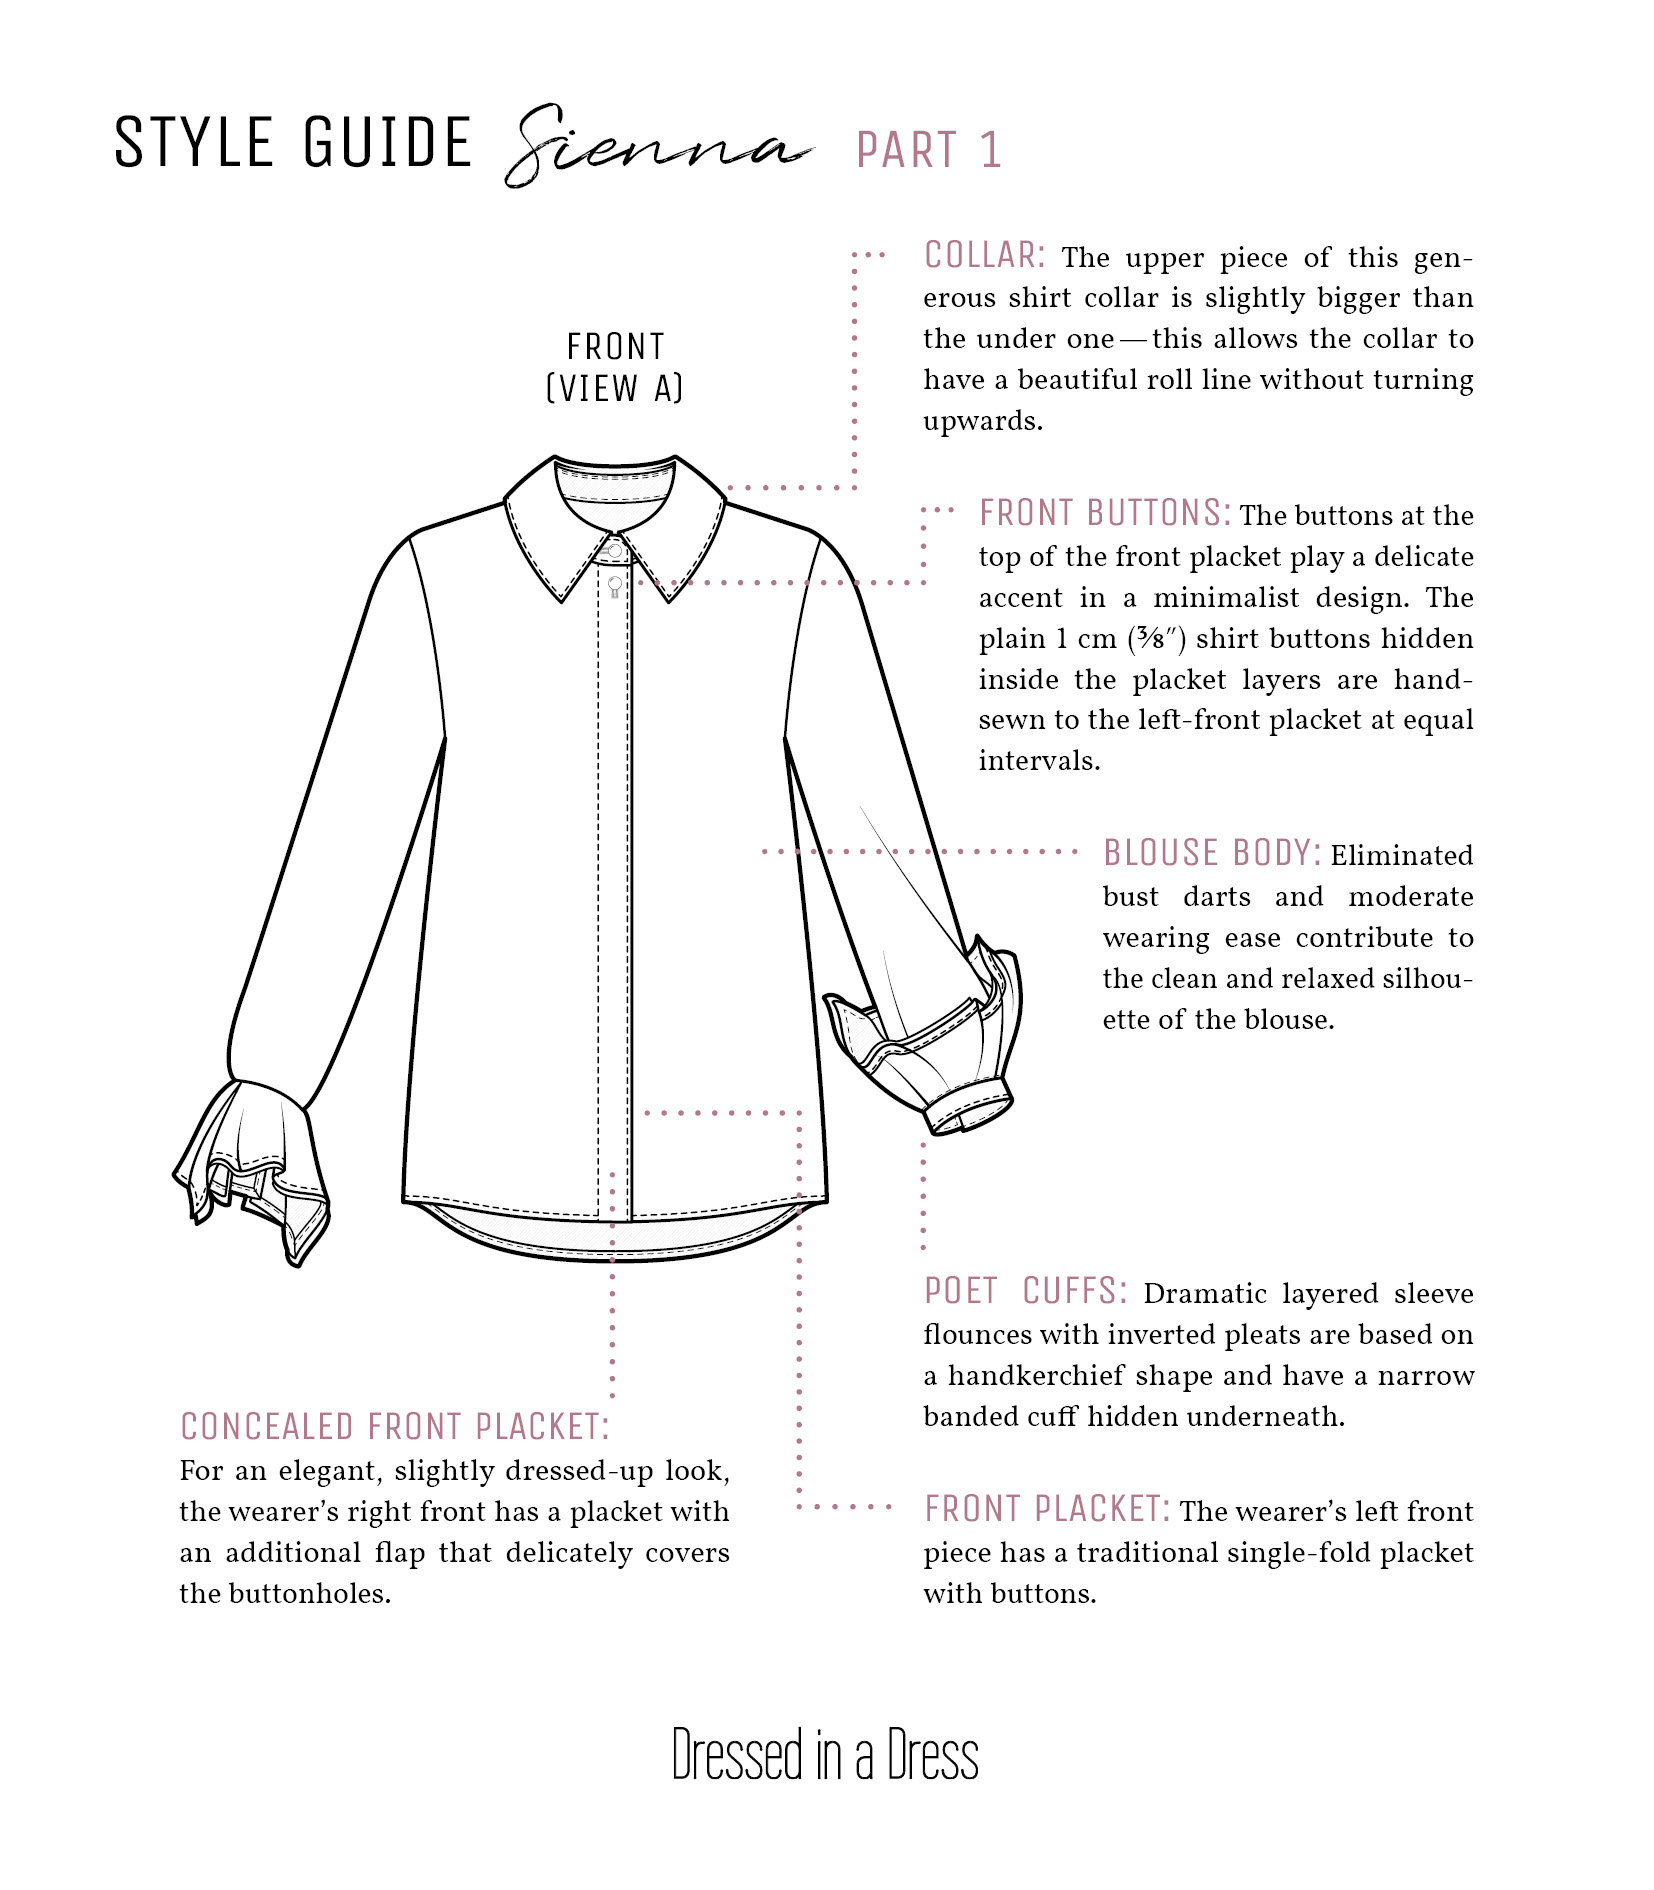 STYLE GUIDE Sienna PART 1
FRONT
(VIEW A)
COLLAR: The upper piece of this gen-
erous shirt collar is slightly bigger than
the under one — this allows the collar to
have a beautiful roll line without turning
upwards.
FRONT BUTTONS: The buttons at the
top of the front placket play a delicate
accent in a minimalist design. The
plain 1 cm (⅜″) shirt buttons hidden
inside the placket layers are hand-
sewn to the left-front placket at equal
intervals.
BLOUSE BODY: Eliminated
bust darts and moderate
wearing ease contribute to
the clean and relaxed silhou-
ette of the blouse.
POET CUFFS: Dramatic layered sleeve
flounces with inverted pleats are based on
a handkerchief shape and have a narrow
banded cuff hidden underneath.
CONCEALED FRONT PLACKET:
For an elegant, slightly dressed-up look,
the wearer’s right front has a placket with
an additional flap that delicately covers
the buttonholes.
FRONT PLACKET: The wearer’s left front
piece has a traditional single-fold placket
with buttons.
Dressed in a Dress